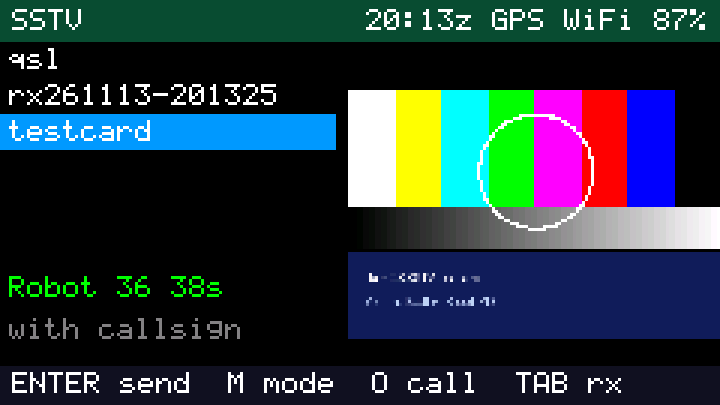 SSTV 20:13z GPS WiFi 87%
qsl
rx261113-201325
testcard
Robot 36 38s
with callsign
ENTER send M mode O call TAB rx